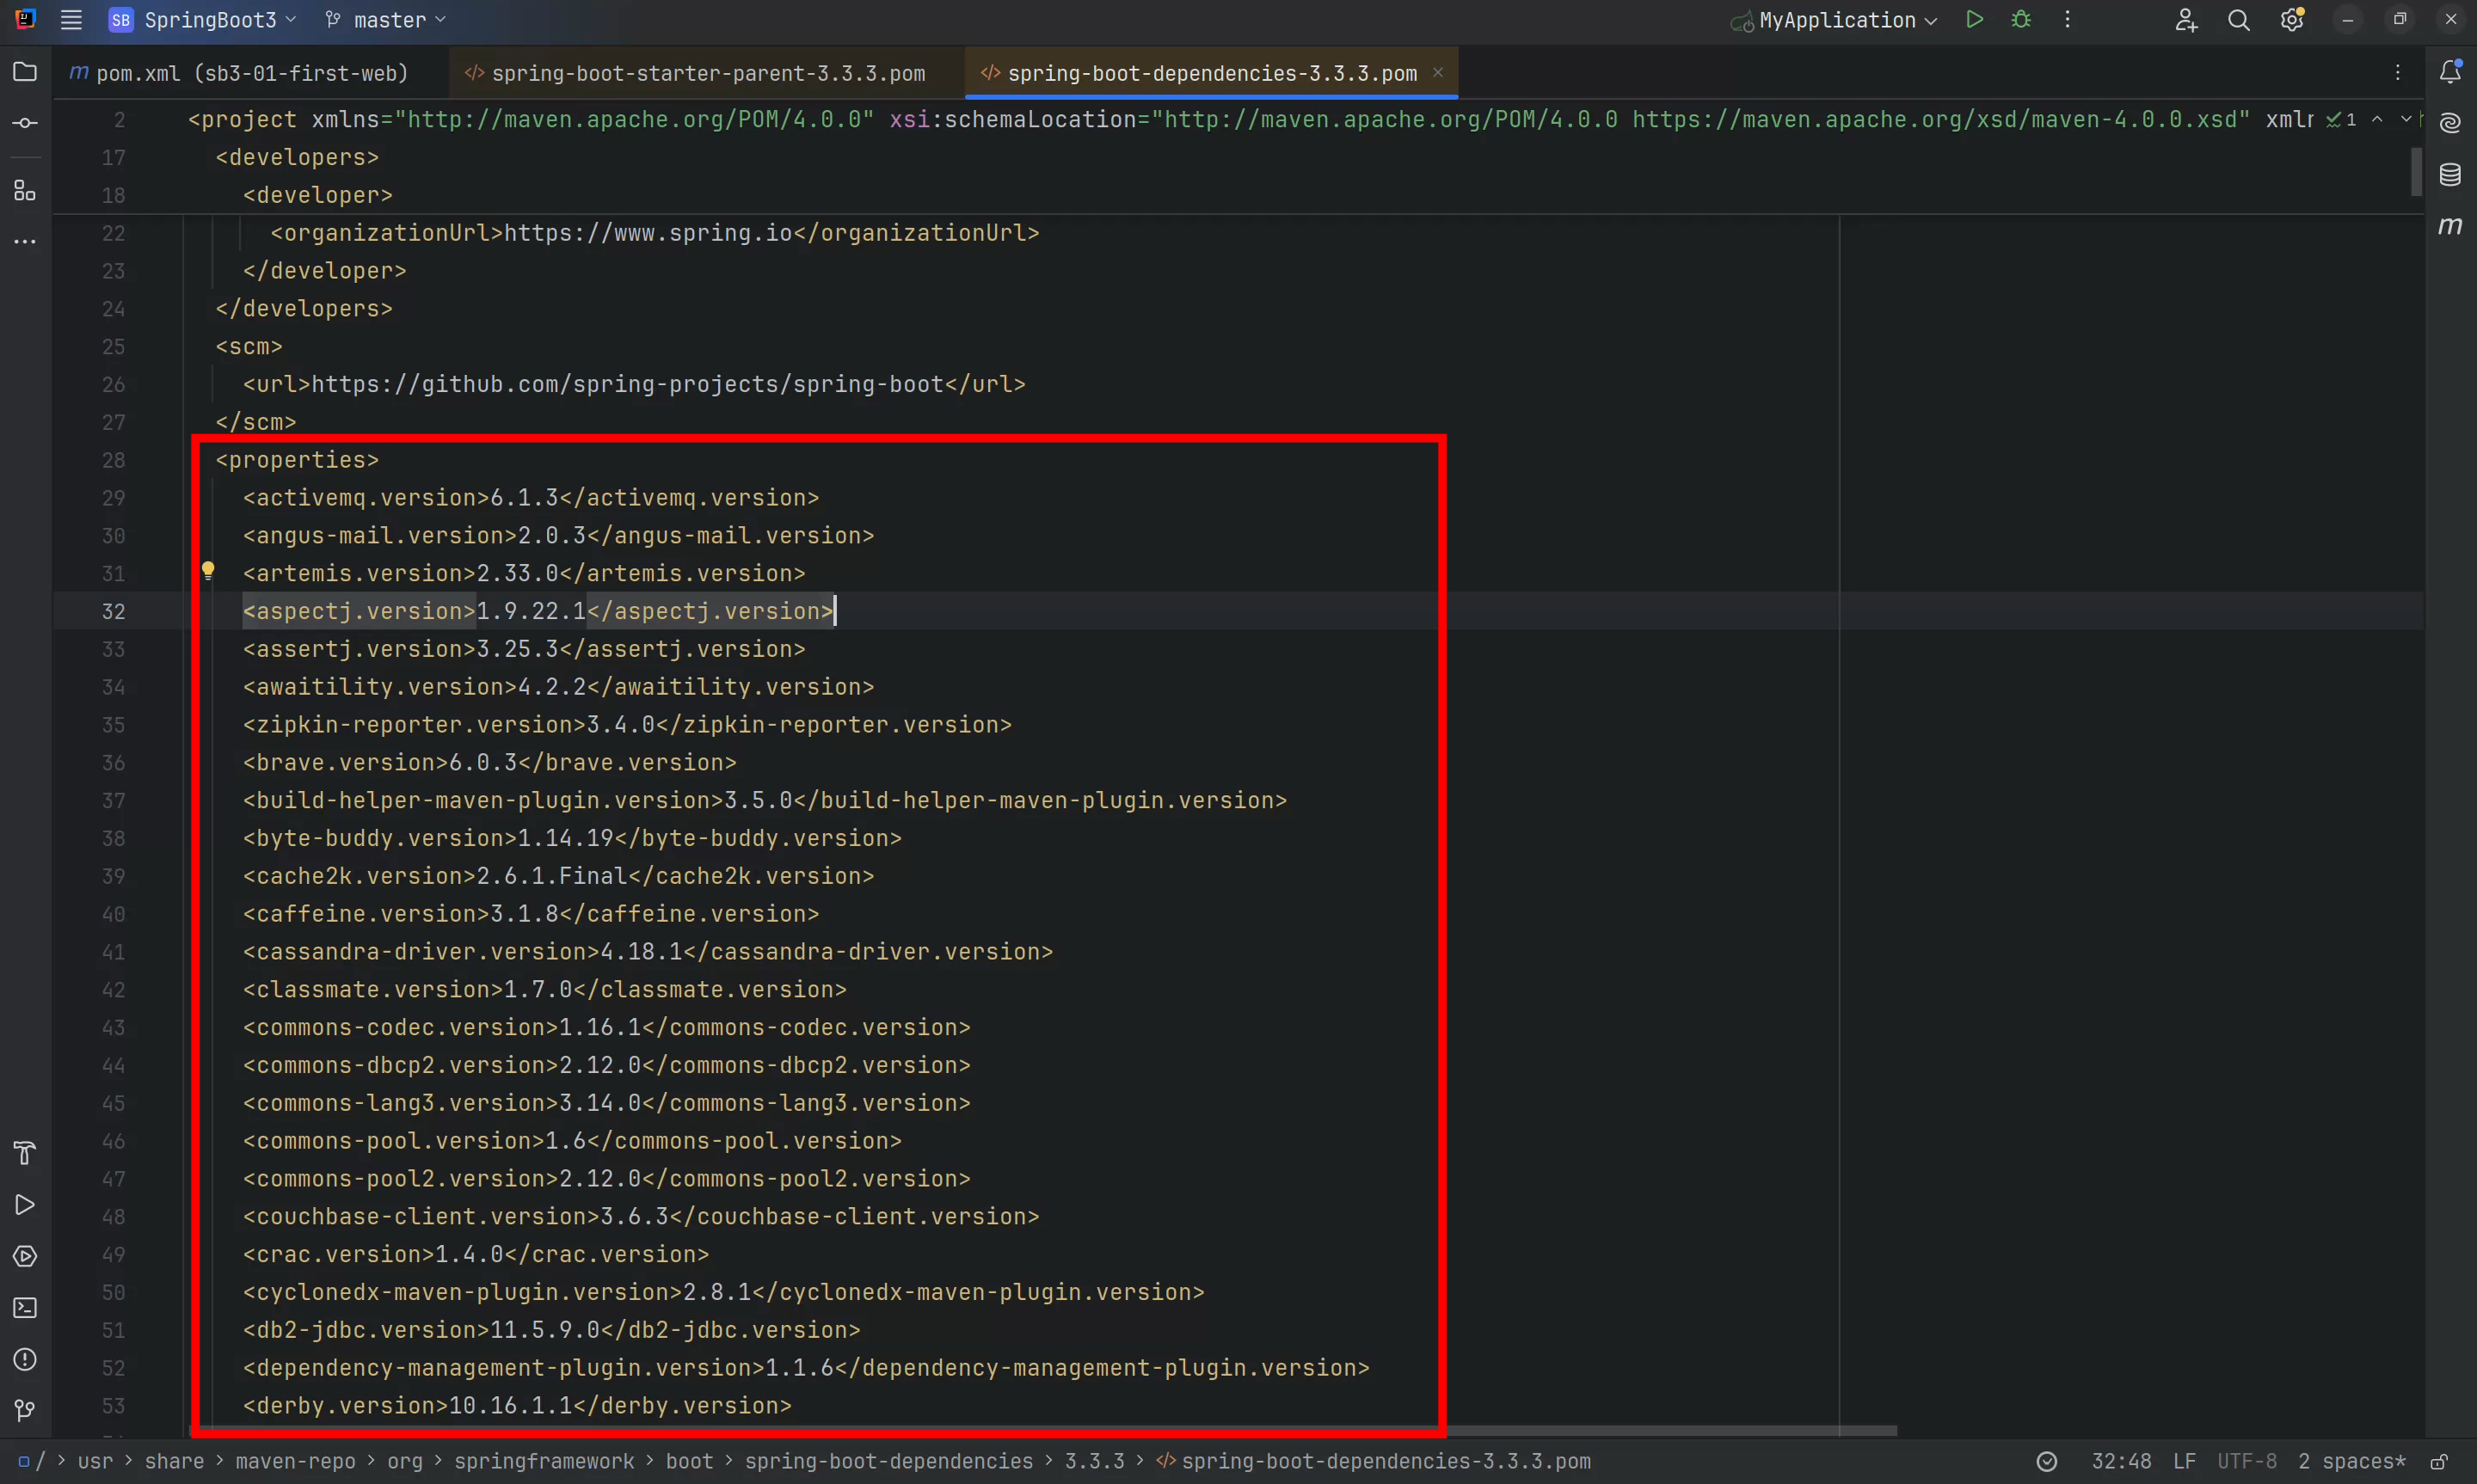 SB SpringBoot3 master MyApplication
m pom.xml (sb3-01-first-web) </> spring-boot-starter-parent-3.3.3.pom </> spring-boot-dependencies-3.3.3.pom
2 <project xmlns="http://maven.apache.org/POM/4.0.0" xsi:schemaLocation="http://maven.apache.org/POM/4.0.0 https://maven.apache.org/xsd/maven-4.0.0.xsd" 1
17 <developers>
18 <developer>
22 <organizationUrl>https://www.spring.io</organizationUrl>
23 </developer>
24 </developers>
25 <scm>
26 <url>https://github.com/spring-projects/spring-boot</url>
27 </scm>
28 <properties>
29 <activemq.version>6.1.3</activemq.version>
30 <angus-mail.version>2.0.3</angus-mail.version>
31 <artemis.version>2.33.0</artemis.version>
32 <aspectj.version>1.9.22.1</aspectj.version>
33 <assertj.version>3.25.3</assertj.version>
34 <awaitility.version>4.2.2</awaitility.version>
35 <zipkin-reporter.version>3.4.0</zipkin-reporter.version>
36 <brave.version>6.0.3</brave.version>
37 <build-helper-maven-plugin.version>3.5.0</build-helper-maven-plugin.version>
38 <byte-buddy.version>1.14.19</byte-buddy.version>
39 <cache2k.version>2.6.1.Final</cache2k.version>
40 <caffeine.version>3.1.8</caffeine.version>
41 <cassandra-driver.version>4.18.1</cassandra-driver.version>
42 <classmate.version>1.7.0</classmate.version>
43 <commons-codec.version>1.16.1</commons-codec.version>
44 <commons-dbcp2.version>2.12.0</commons-dbcp2.version>
45 <commons-lang3.version>3.14.0</commons-lang3.version>
46 <commons-pool.version>1.6</commons-pool.version>
47 <commons-pool2.version>2.12.0</commons-pool2.version>
48 <couchbase-client.version>3.6.3</couchbase-client.version>
49 <crac.version>1.4.0</crac.version>
50 <cyclonedx-maven-plugin.version>2.8.1</cyclonedx-maven-plugin.version>
51 <db2-jdbc.version>11.5.9.0</db2-jdbc.version>
52 <dependency-management-plugin.version>1.1.6</dependency-management-plugin.version>
53 <derby.version>10.16.1.1</derby.version>
/ > usr > share > maven-repo > org > springframework > boot > spring-boot-dependencies > 3.3.3 > </> spring-boot-dependencies-3.3.3.pom 32:48 LF UTF-8 2 spaces*